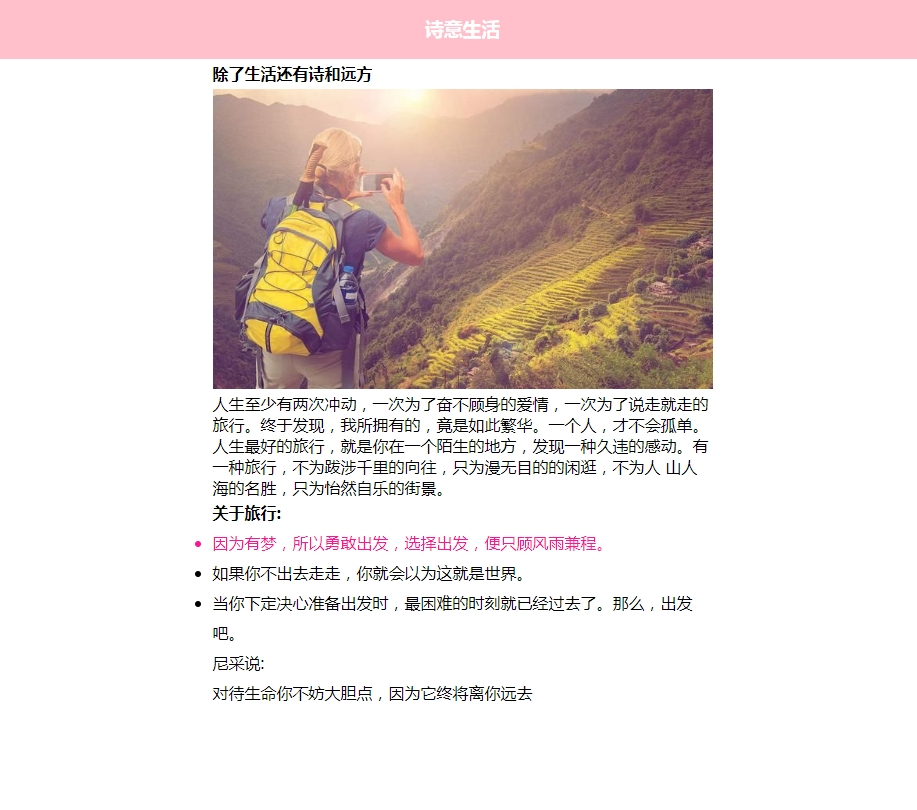 诗意生活
除了生活还有诗和远方
人生至少有两次冲动，一次为了奋不顾身的爱情，一次为了说走就走的
旅行。终于发现，我所拥有的，竟是如此繁华。一个人，才不会孤单。
人生最好的旅行，就是你在一个陌生的地方，发现一种久违的感动。有
一种旅行，不为跋涉千里的向往，只为漫无目的的闲逛，不为人 山人
海的名胜，只为怡然自乐的街景。
关于旅行:
因为有梦，所以勇敢出发，选择出发，便只顾风雨兼程。
如果你不出去走走，你就会以为这就是世界。
当你下定决心准备出发时，最困难的时刻就已经过去了。那么，出发
吧。
尼采说:
对待生命你不妨大胆点，因为它终将离你远去